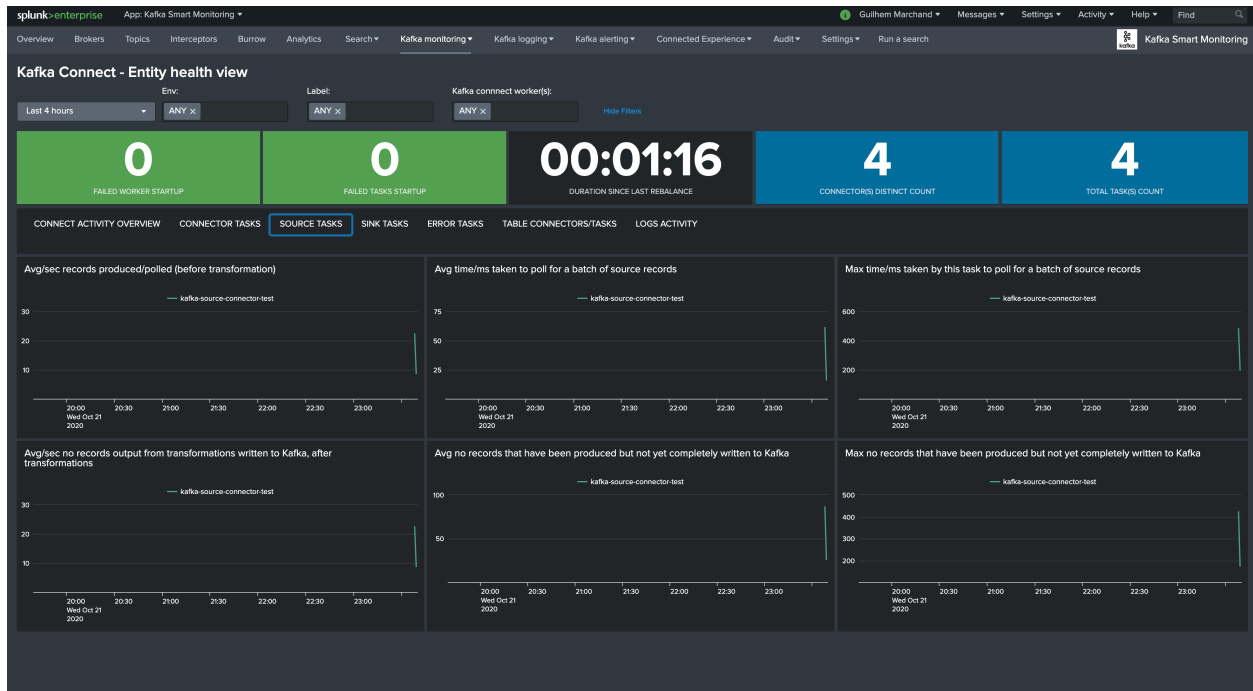 splunk>enterprise App: Kafka Smart Monitoring Guilhem Marchand Messages Settings Activity Help Find
Overview Brokers Topics Interceptors Burrow Analytics Search Kafka monitoring Kafka logging Kafka alerting Connected Experience Audit Settings Run a search kafka Kafka Smart Monitoring
Kafka Connect - Entity health view
Env: Label: Kafka connnect worker(s):
Last 4 hours ANY × ANY × ANY × Hide Filters
0 0 00:01:16 4 4
FAILED WORKER STARTUP FAILED TASKS STARTUP DURATION SINCE LAST REBALANCE CONNECTOR(S) DISTINCT COUNT TOTAL TASK(S) COUNT
CONNECT ACTIVITY OVERVIEW CONNECTOR TASKS SOURCE TASKS SINK TASKS ERROR TASKS TABLE CONNECTORS/TASKS LOGS ACTIVITY
Avg/sec records produced/polled (before transformation)
kafka-source-connector-test
30
20
10
20:00 20:30 21:00 21:30 22:00 22:30 23:00
Wed Oct 21
2020
Avg time/ms taken to poll for a batch of source records
kafka-source-connector-test
75
50
25
20:00 20:30 21:00 21:30 22:00 22:30 23:00
Wed Oct 21
2020
Max time/ms taken by this task to poll for a batch of source records
kafka-source-connector-test
600
400
200
20:00 20:30 21:00 21:30 22:00 22:30 23:00
Wed Oct 21
2020
Avg/sec no records output from transformations written to Kafka, after
transformations
kafka-source-connector-test
30
20
10
20:00 20:30 21:00 21:30 22:00 22:30 23:00
Wed Oct 21
2020
Avg no records that have been produced but not yet completely written to Kafka
kafka-source-connector-test
100
50
20:00 20:30 21:00 21:30 22:00 22:30 23:00
Wed Oct 21
2020
Max no records that have been produced but not yet completely written to Kafka
kafka-source-connector-test
500
400
300
200
20:00 20:30 21:00 21:30 22:00 22:30 23:00
Wed Oct 21
2020